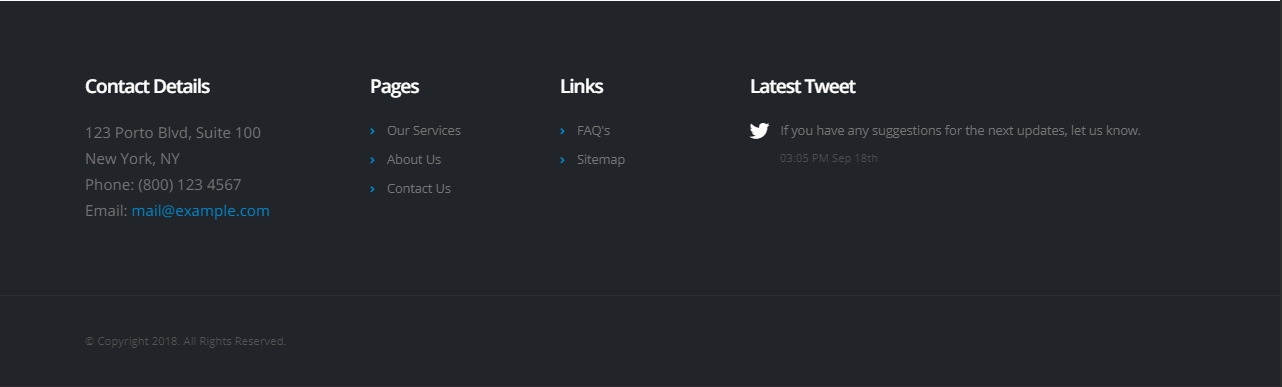 Contact Details
123 Porto Blvd, Suite 100
New York, NY
Phone: (800) 123 4567
Email: mail@example.com
Pages
Our Services
About Us
Contact Us
Links
FAQ's
Sitemap
Latest Tweet
If you have any suggestions for the next updates, let us know.
03:05 PM Sep 18th
© Copyright 2018. All Rights Reserved.